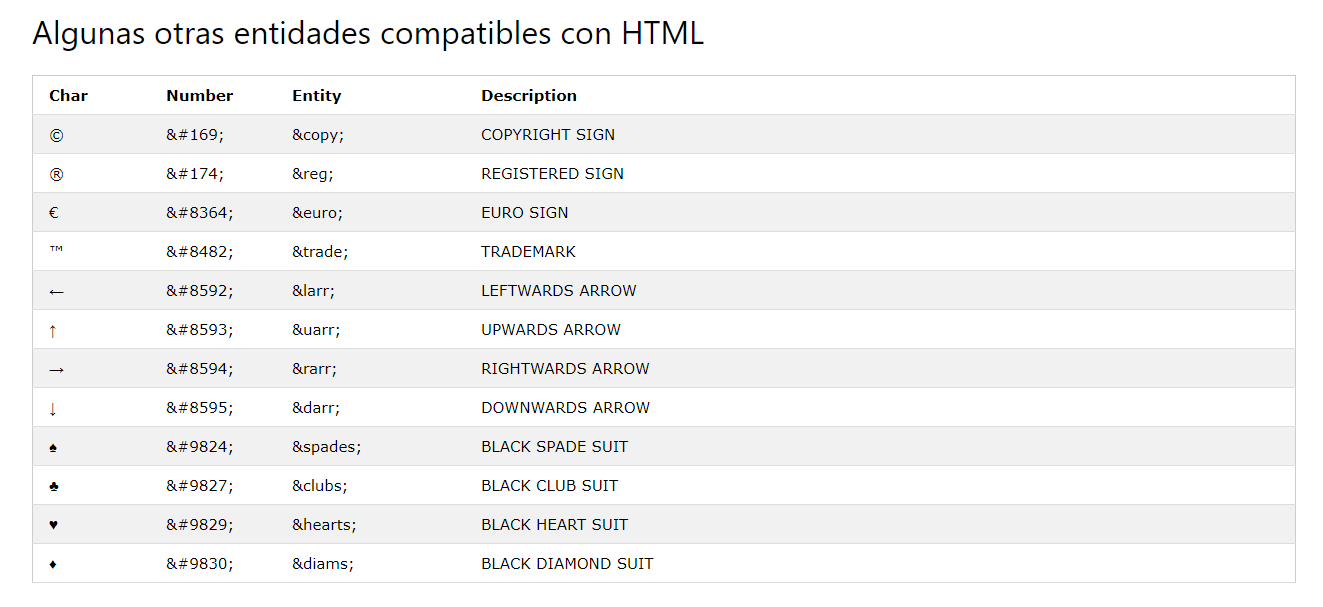 Algunas otras entidades compatibles con HTML
Char Number Entity Description
© &#169; &copy; COPYRIGHT SIGN
® &#174; &reg; REGISTERED SIGN
€ &#8364; &euro; EURO SIGN
™ &#8482; &trade; TRADEMARK
← &#8592; &larr; LEFTWARDS ARROW
↑ &#8593; &uarr; UPWARDS ARROW
→ &#8594; &rarr; RIGHTWARDS ARROW
↓ &#8595; &darr; DOWNWARDS ARROW
♠ &#9824; &spades; BLACK SPADE SUIT
♣ &#9827; &clubs; BLACK CLUB SUIT
♥ &#9829; &hearts; BLACK HEART SUIT
♦ &#9830; &diams; BLACK DIAMOND SUIT